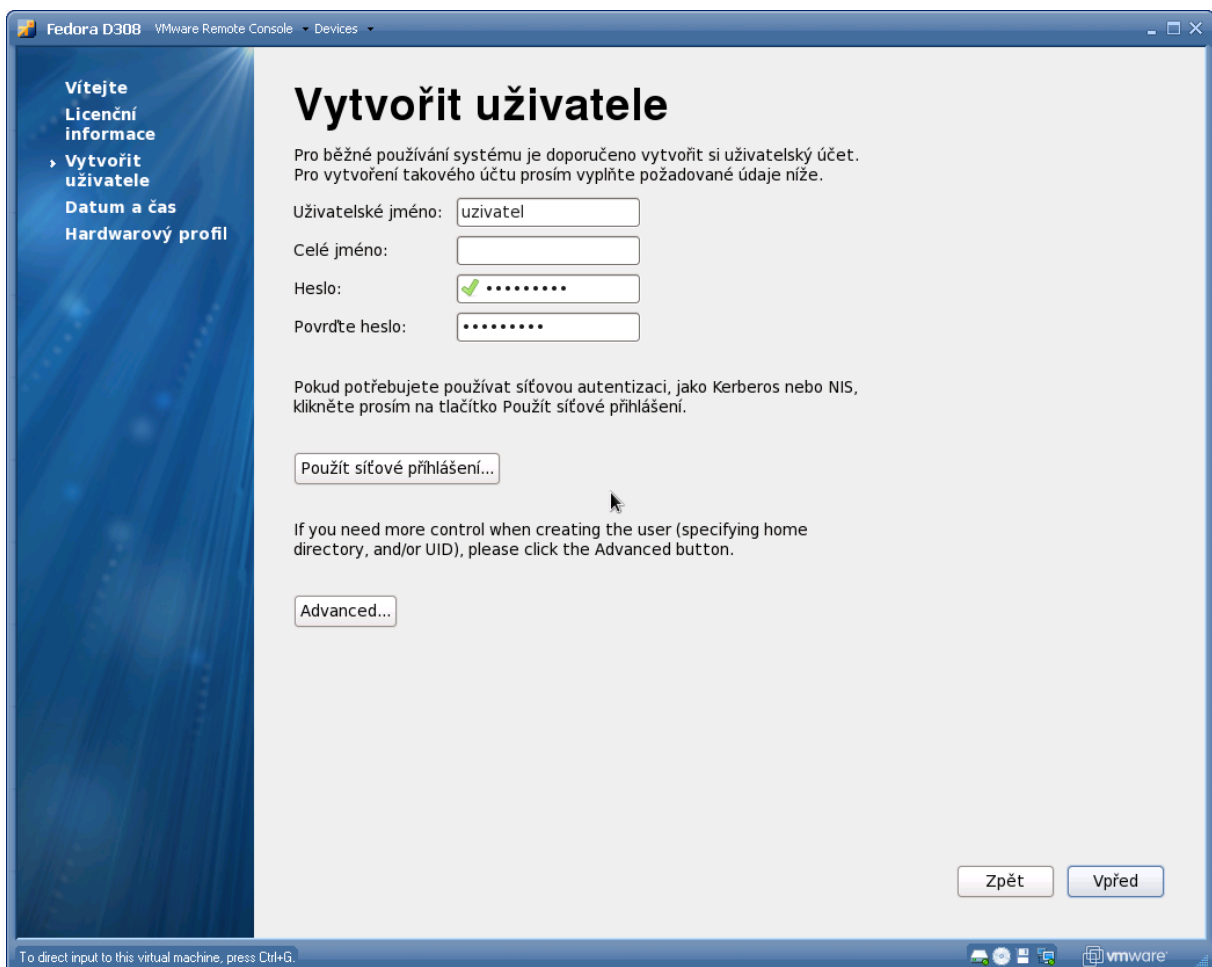 Fedora D308 VMware Remote Console Devices
Vítejte
Licenční
informace
Vytvořit
uživatele
Datum a čas
Hardwarový profil
Vytvořit uživatele
Pro běžné používání systému je doporučeno vytvořit si uživatelský účet.
Pro vytvoření takového účtu prosím vyplňte požadované údaje níže.
Uživatelské jméno: uzivatel
Celé jméno:
Heslo: •••••••••
Povrďte heslo: •••••••••
Pokud potřebujete používat síťovou autentizaci, jako Kerberos nebo NIS,
klikněte prosím na tlačítko Použít síťové přihlášení.
Použít síťové příhlášení...
If you need more control when creating the user (specifying home
directory, and/or UID), please click the Advanced button.
Advanced...
Zpět Vpřed
To direct input to this virtual machine, press Ctrl+G.
vmware